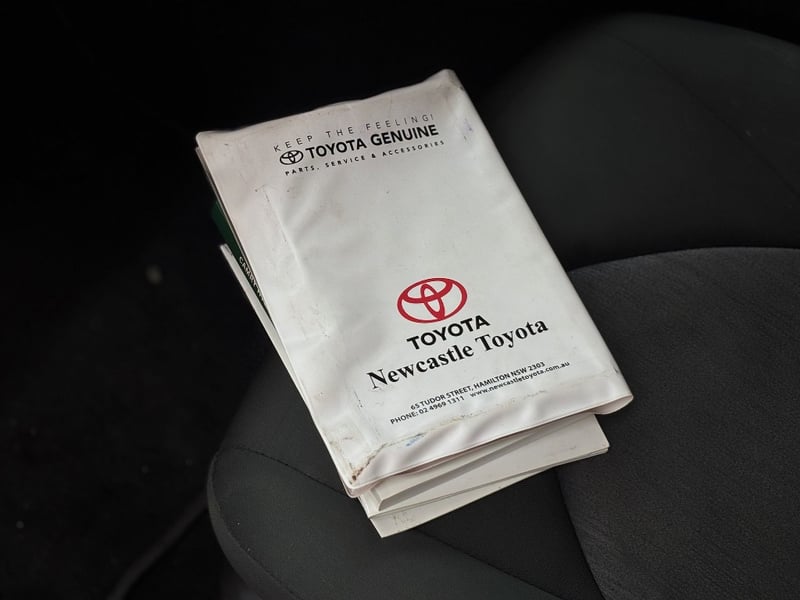 KEEP THE FEELING!
TOYOTA GENUINE
PARTS, SERVICE & ACCESSORIES
TOYOTA
Newcastle Toyota
65 TUDOR STREET, HAMILTON NSW 2303
PHONE: 02 4969 1311 www.newcastletoyota.com.au